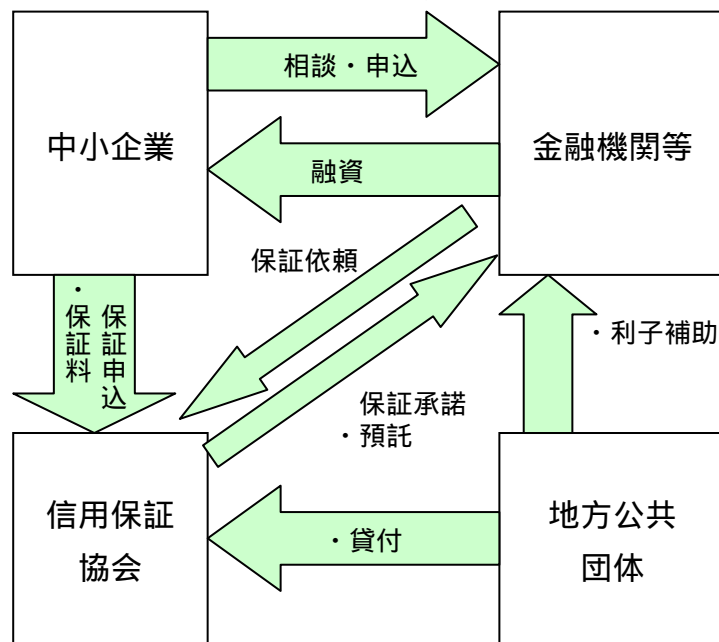 中小企業
相談・申込
金融機関等
融資
保証依頼
保証申込
・保証料
・利子補助
保証承諾
・預託
信用保証
協会
・貸付
地方公共
団体